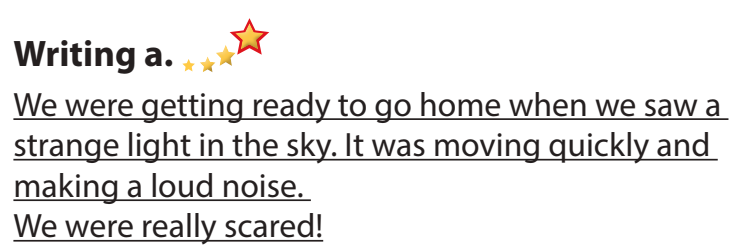 Writing a.
We were getting ready to go home when we saw a
strange light in the sky. It was moving quickly and
making a loud noise.
We were really scared!